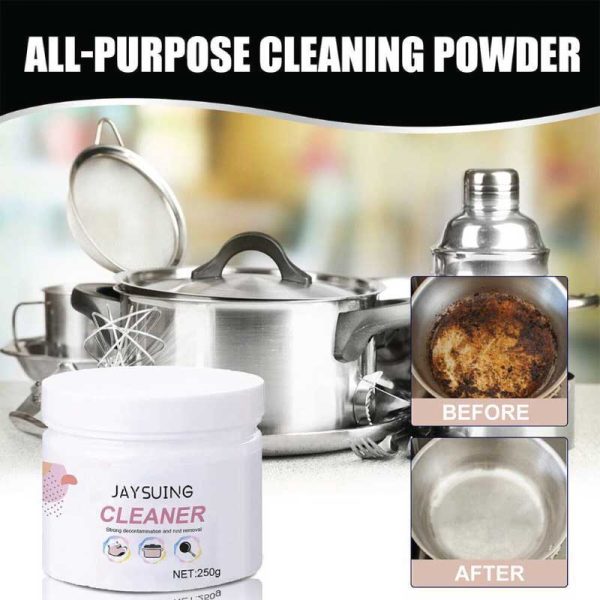 ALL-PURPOSE CLEANING POWDER
BEFORE
JAYSUING
CLEANER
Strong decontamination and rust removal
NET:250g
AFTER